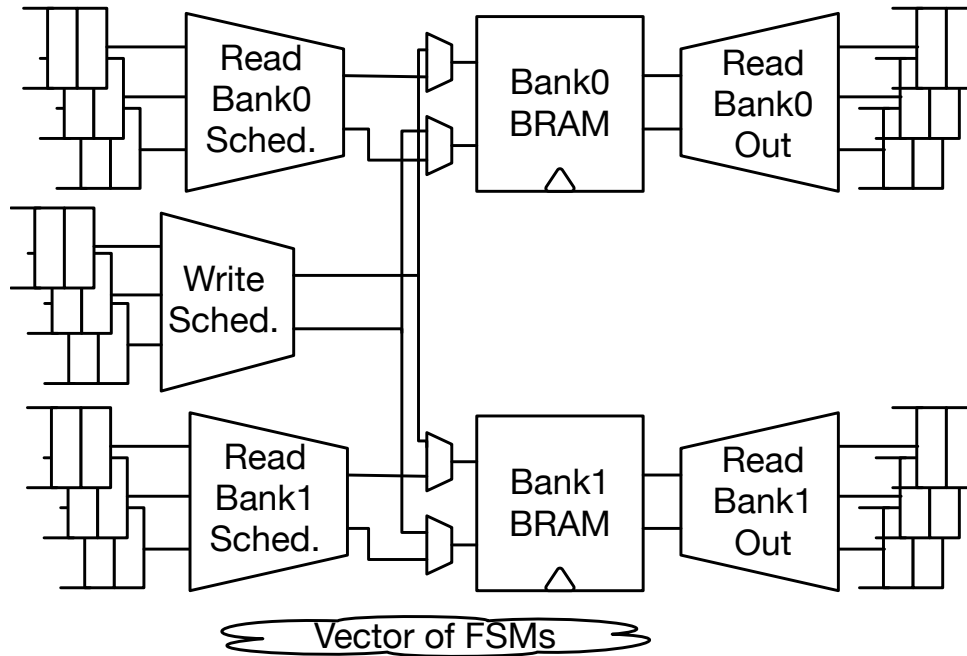 Read
Bank0
Sched.
Bank0
BRAM
Read
Bank0
Out
Write
Sched.
Read
Bank1
Sched.
Bank1
BRAM
Read
Bank1
Out
Vector of FSMs